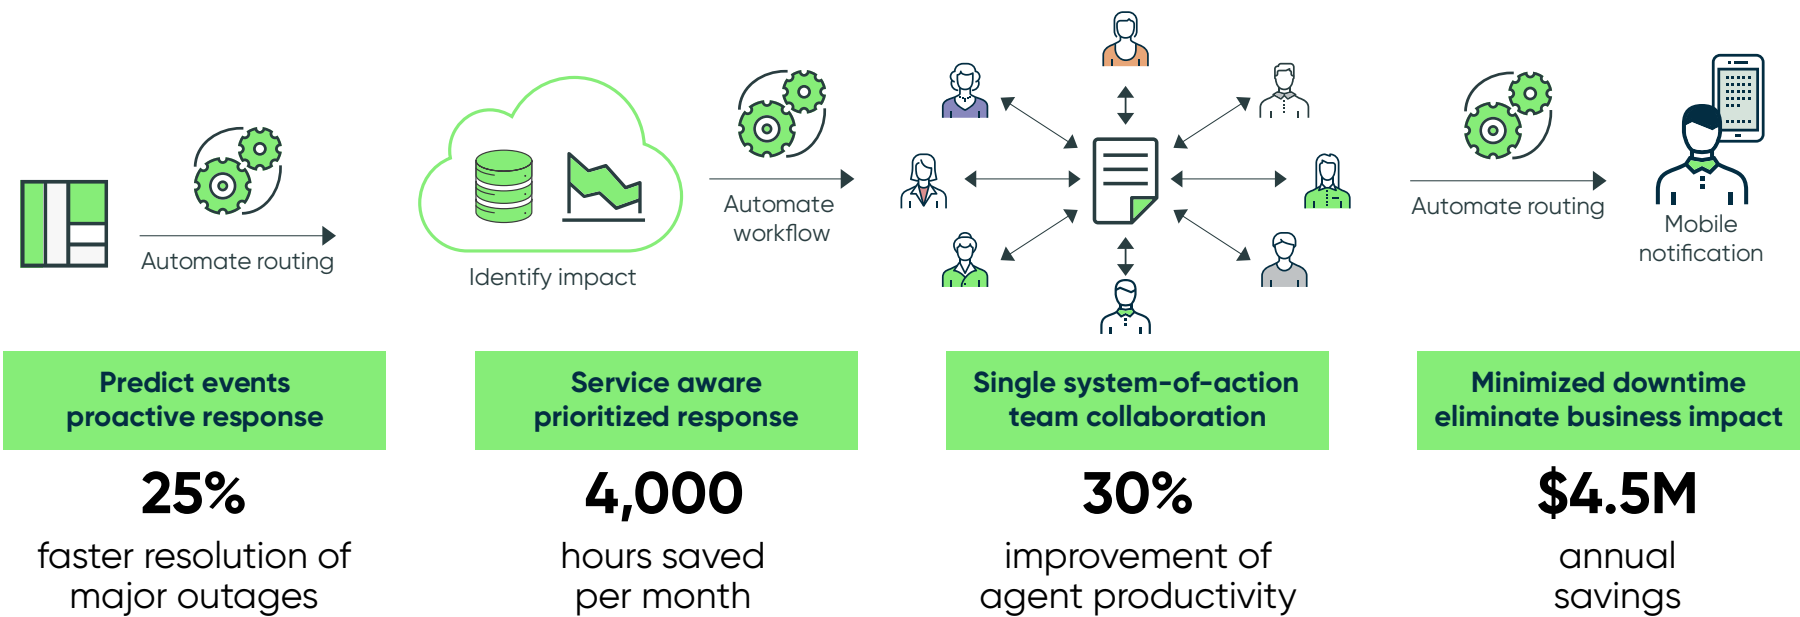 Automate routing
Identify impact
Automate
workflow
Automate routing
Mobile
notification
Predict events
proactive response
25%
faster resolution of
major outages
Service aware
prioritized response
4,000
hours saved
per month
Single system-of-action
team collaboration
30%
improvement of
agent productivity
Minimized downtime
eliminate business impact
$4.5M
annual
savings